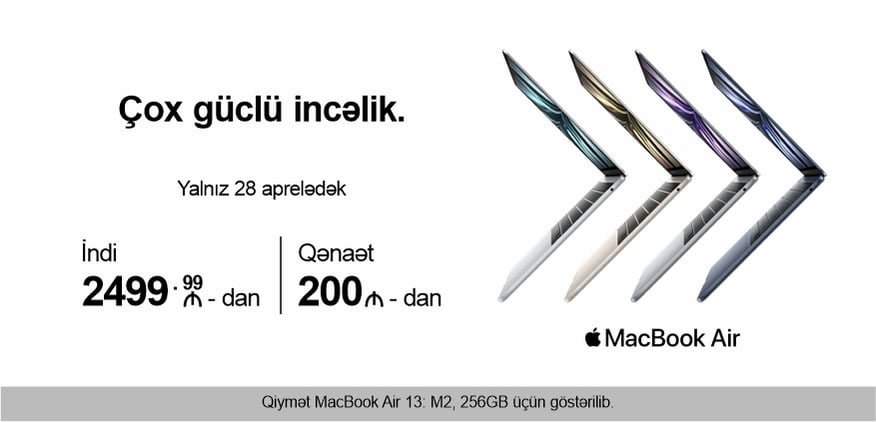 Çox güclü incəlik.
Yalnız 28 aprelədək
İndi
2499.99₼ - dan
Qənaət
200₼ - dan
MacBook Air
Qiymət MacBook Air 13: M2, 256GB üçün göstərilib.